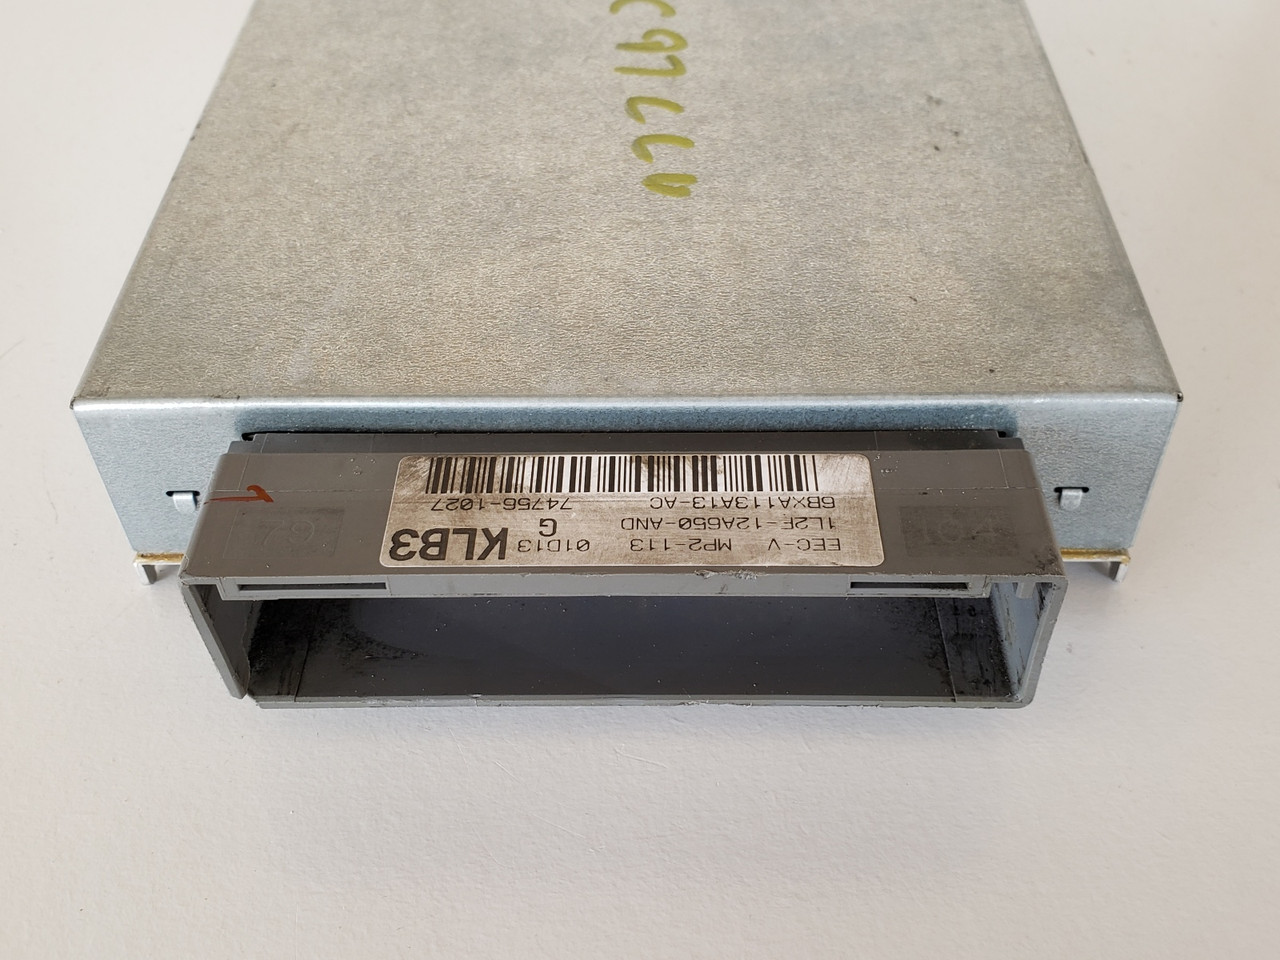 EEC-V MP2-113 01D13 KLB3
1L2F-12A650-AND G
6BXA113A13-AC 74756-1027